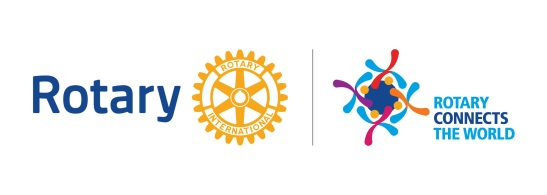 Rotary
ROTARY
INTERNATIONAL
ROTARY
CONNECTS
THE WORLD